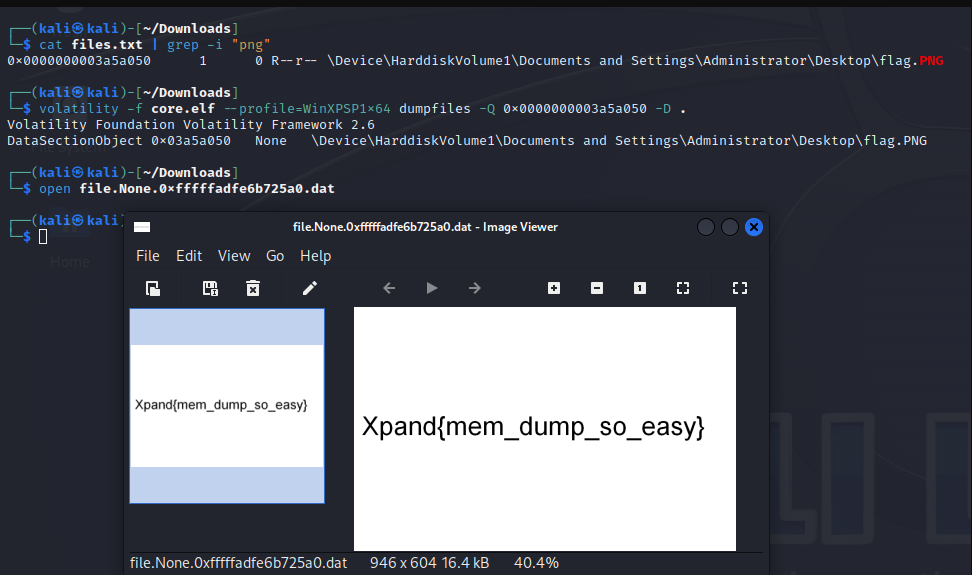 ┌──(kali㉿kali)-[~/Downloads]
└─$ cat files.txt | grep -i "png"
0×0000000003a5a050      1      0 R--r-- \Device\HarddiskVolume1\Documents and Settings\Administrator\Desktop\flag.PNG
┌──(kali㉿kali)-[~/Downloads]
└─$ volatility -f core.elf --profile=WinXPSP1×64 dumpfiles -Q 0×0000000003a5a050 -D .
Volatility Foundation Volatility Framework 2.6
DataSectionObject 0×03a5a050   None   \Device\HarddiskVolume1\Documents and Settings\Administrator\Desktop\flag.PNG
┌──(kali㉿kali)-[~/Downloads]
└─$ open file.None.0×fffffadfe6b725a0.dat
┌──(kali㉿kali)
└─$
Home
file.None.0xfffffadfe6b725a0.dat - Image Viewer
File Edit View Go Help
Xpand{mem_dump_so_easy}
Xpand{mem_dump_so_easy}
file.None.0xfffffadfe6b725a0.dat 946 x 604 16.4 kB 40.4%